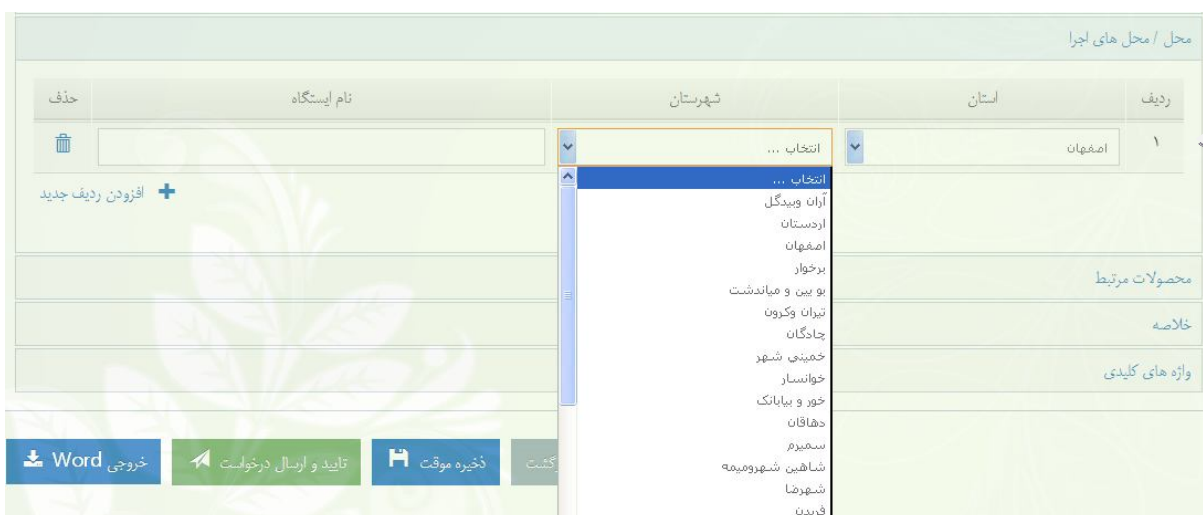 محل / محل های اجرا
ردیف استان شهرستان نام ایستگاه حذف
۱ اصفهان انتخاب ...
انتخاب ...
آران وبیدگل
اردستان
اصفهان
برخوار
بو یین و میاندشت
تیران وکرون
چادگان
خمینی شهر
خوانسار
خور و بیابانک
دهاقان
سمیرم
شاهین شهرومیمه
شهرضا
فریدن
افزودن ردیف جدید
محصولات مرتبط
خلاصه
واژه های کلیدی
ذخیره موقت تایید و ارسال درخواست خروجی Word